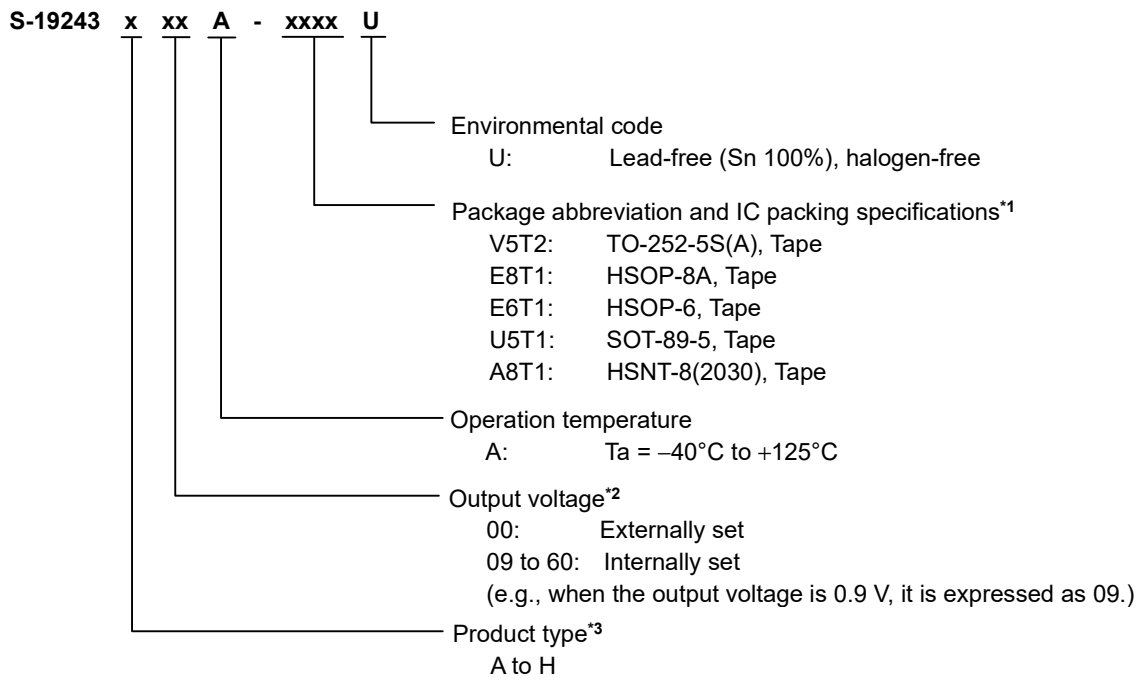 S-19243 x xx A - xxxx U
Environmental code
U: Lead-free (Sn 100%), halogen-free
Package abbreviation and IC packing specifications*1
V5T2: TO-252-5S(A), Tape
E8T1: HSOP-8A, Tape
E6T1: HSOP-6, Tape
U5T1: SOT-89-5, Tape
A8T1: HSNT-8(2030), Tape
Operation temperature
A: Ta = −40°C to +125°C
Output voltage*2
00: Externally set
09 to 60: Internally set
(e.g., when the output voltage is 0.9 V, it is expressed as 09.)
Product type*3
A to H